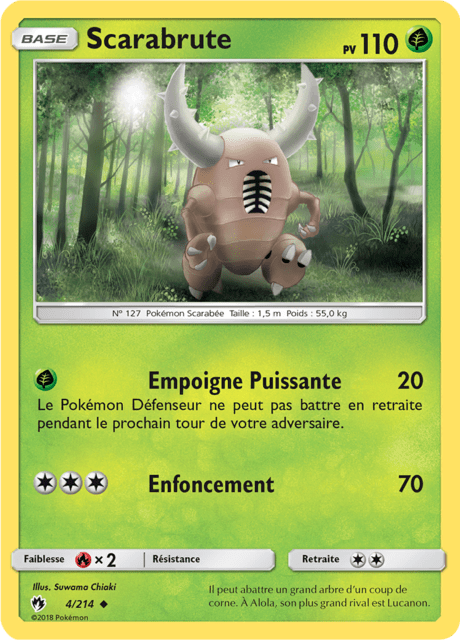 BASE Scarabrute PV 110
N° 127 Pokémon Scarabée Taille : 1,5 m Poids : 55,0 kg
Empoigne Puissante 20
Le Pokémon Défenseur ne peut pas battre en retraite
pendant le prochain tour de votre adversaire.
Enfoncement 70
Faiblesse ×2 Résistance Retraite
Illus. Suwama Chiaki
4/214
©2018 Pokémon
Il peut abattre un grand arbre d'un coup de
corne. À Alola, son plus grand rival est Lucanon.